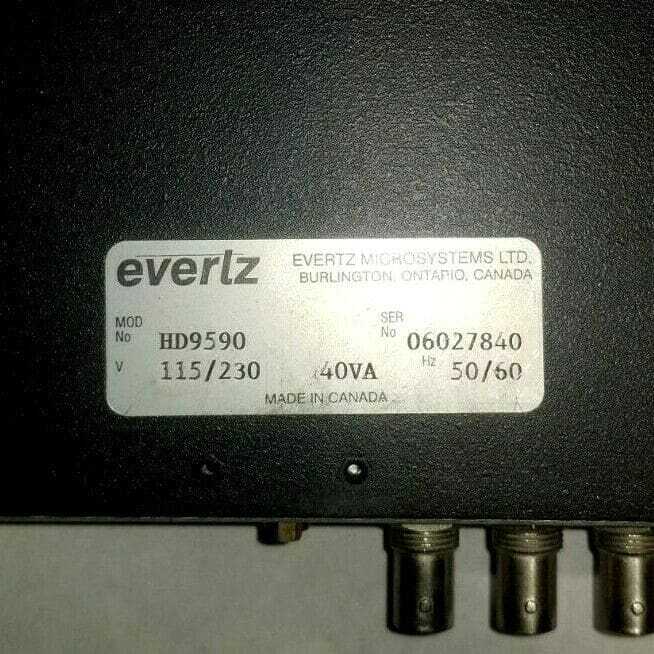 evertz EVERTZ MICROSYSTEMS LTD.
BURLINGTON, ONTARIO, CANADA
MOD No HD9590 SER No 06027840
V 115/230 40VA Hz 50/60
MADE IN CANADA